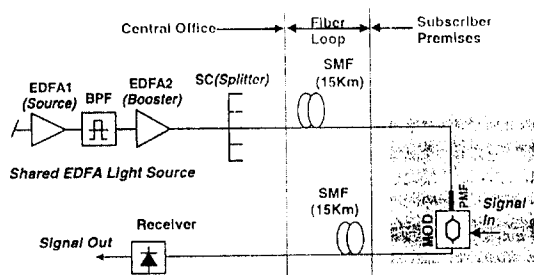 Central Office
Fiber
Loop
Subscriber
Premises
EDFA1
(Source)
BPF
EDFA2
(Booster)
SC(Splitter)
SMF
(15Km)
Shared EDFA Light Source
SMF
(15Km)
MOD
PMF
Signal
In
Receiver
Signal Out